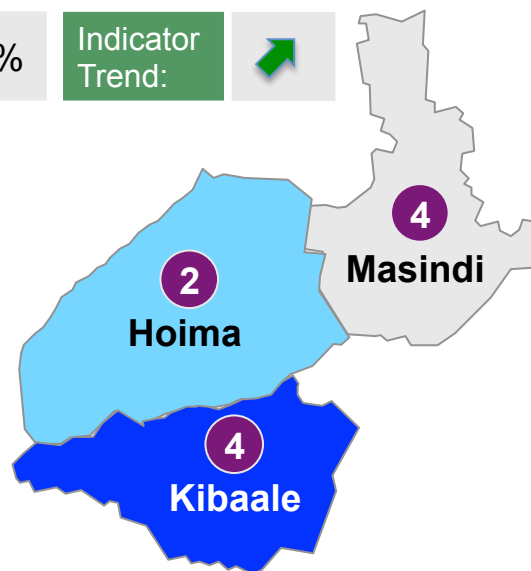 %
Indicator
Trend:
4
Masindi
2
Hoima
4
Kibaale